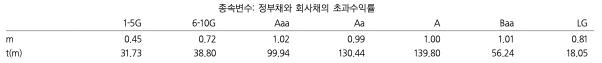 종속변수: 정부채와 회사채의 초과수익률
1-5G 6-10G Aaa Aa A Baa LG
m 0.45 0.72 1.02 0.99 1.00 1.01 0.81
t(m) 31.73 38.80 99.94 130.44 139.80 56.24 18.05